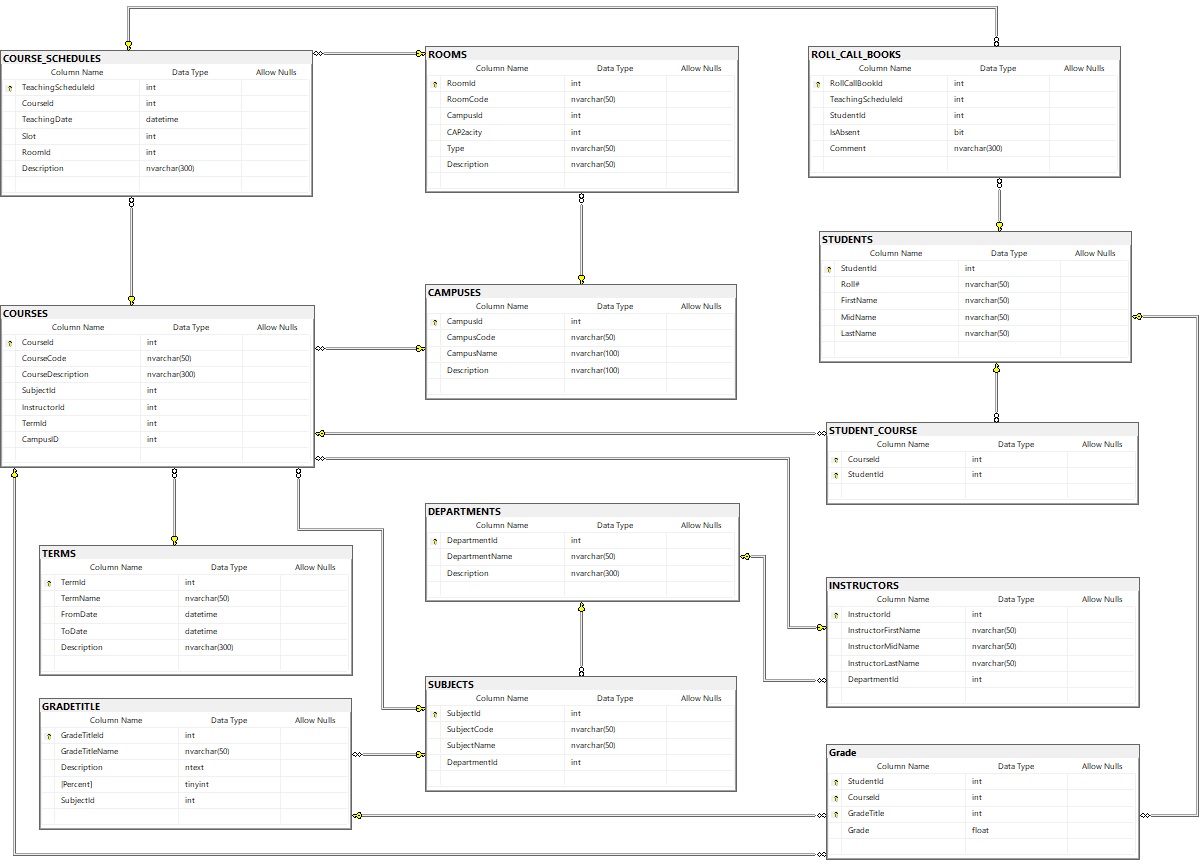 COURSE_SCHEDULES
Column Name Data Type Allow Nulls
TeachingScheduleId int
CourseId int
TeachingDate datetime
Slot int
RoomId int
Description nvarchar(300)
ROOMS
Column Name Data Type Allow Nulls
RoomId int
RoomCode nvarchar(50)
CampusId int
CAP2acity int
Type nvarchar(50)
Description nvarchar(50)
ROLL_CALL_BOOKS
Column Name Data Type Allow Nulls
RollCallBookId int
TeachingScheduleId int
StudentId int
IsAbsent bit
Comment nvarchar(300)
STUDENTS
Column Name Data Type Allow Nulls
StudentId int
Roll# nvarchar(50)
FirstName nvarchar(50)
MidName nvarchar(50)
LastName nvarchar(50)
COURSES
Column Name Data Type Allow Nulls
CourseId int
CourseCode nvarchar(50)
CourseDescription nvarchar(300)
SubjectId int
InstructorId int
TermId int
CampusID int
CAMPUSES
Column Name Data Type Allow Nulls
CampusId int
CampusCode nvarchar(50)
CampusName nvarchar(100)
Description nvarchar(100)
STUDENT_COURSE
Column Name Data Type Allow Nulls
CourseId int
StudentId int
DEPARTMENTS
Column Name Data Type Allow Nulls
DepartmentId int
DepartmentName nvarchar(50)
Description nvarchar(300)
TERMS
Column Name Data Type Allow Nulls
TermId int
TermName nvarchar(50)
FromDate datetime
ToDate datetime
Description nvarchar(300)
INSTRUCTORS
Column Name Data Type Allow Nulls
InstructorId int
InstructorFirstName nvarchar(50)
InstructorMidName nvarchar(50)
InstructorLastName nvarchar(50)
DepartmentId int
SUBJECTS
Column Name Data Type Allow Nulls
SubjectId int
SubjectCode nvarchar(50)
SubjectName nvarchar(50)
DepartmentId int
GRADETITLE
Column Name Data Type Allow Nulls
GradeTitleId int
GradeTitleName nvarchar(50)
Description ntext
[Percent] tinyint
SubjectId int
Grade
Column Name Data Type Allow Nulls
StudentId int
CourseId int
GradeTitle int
Grade float